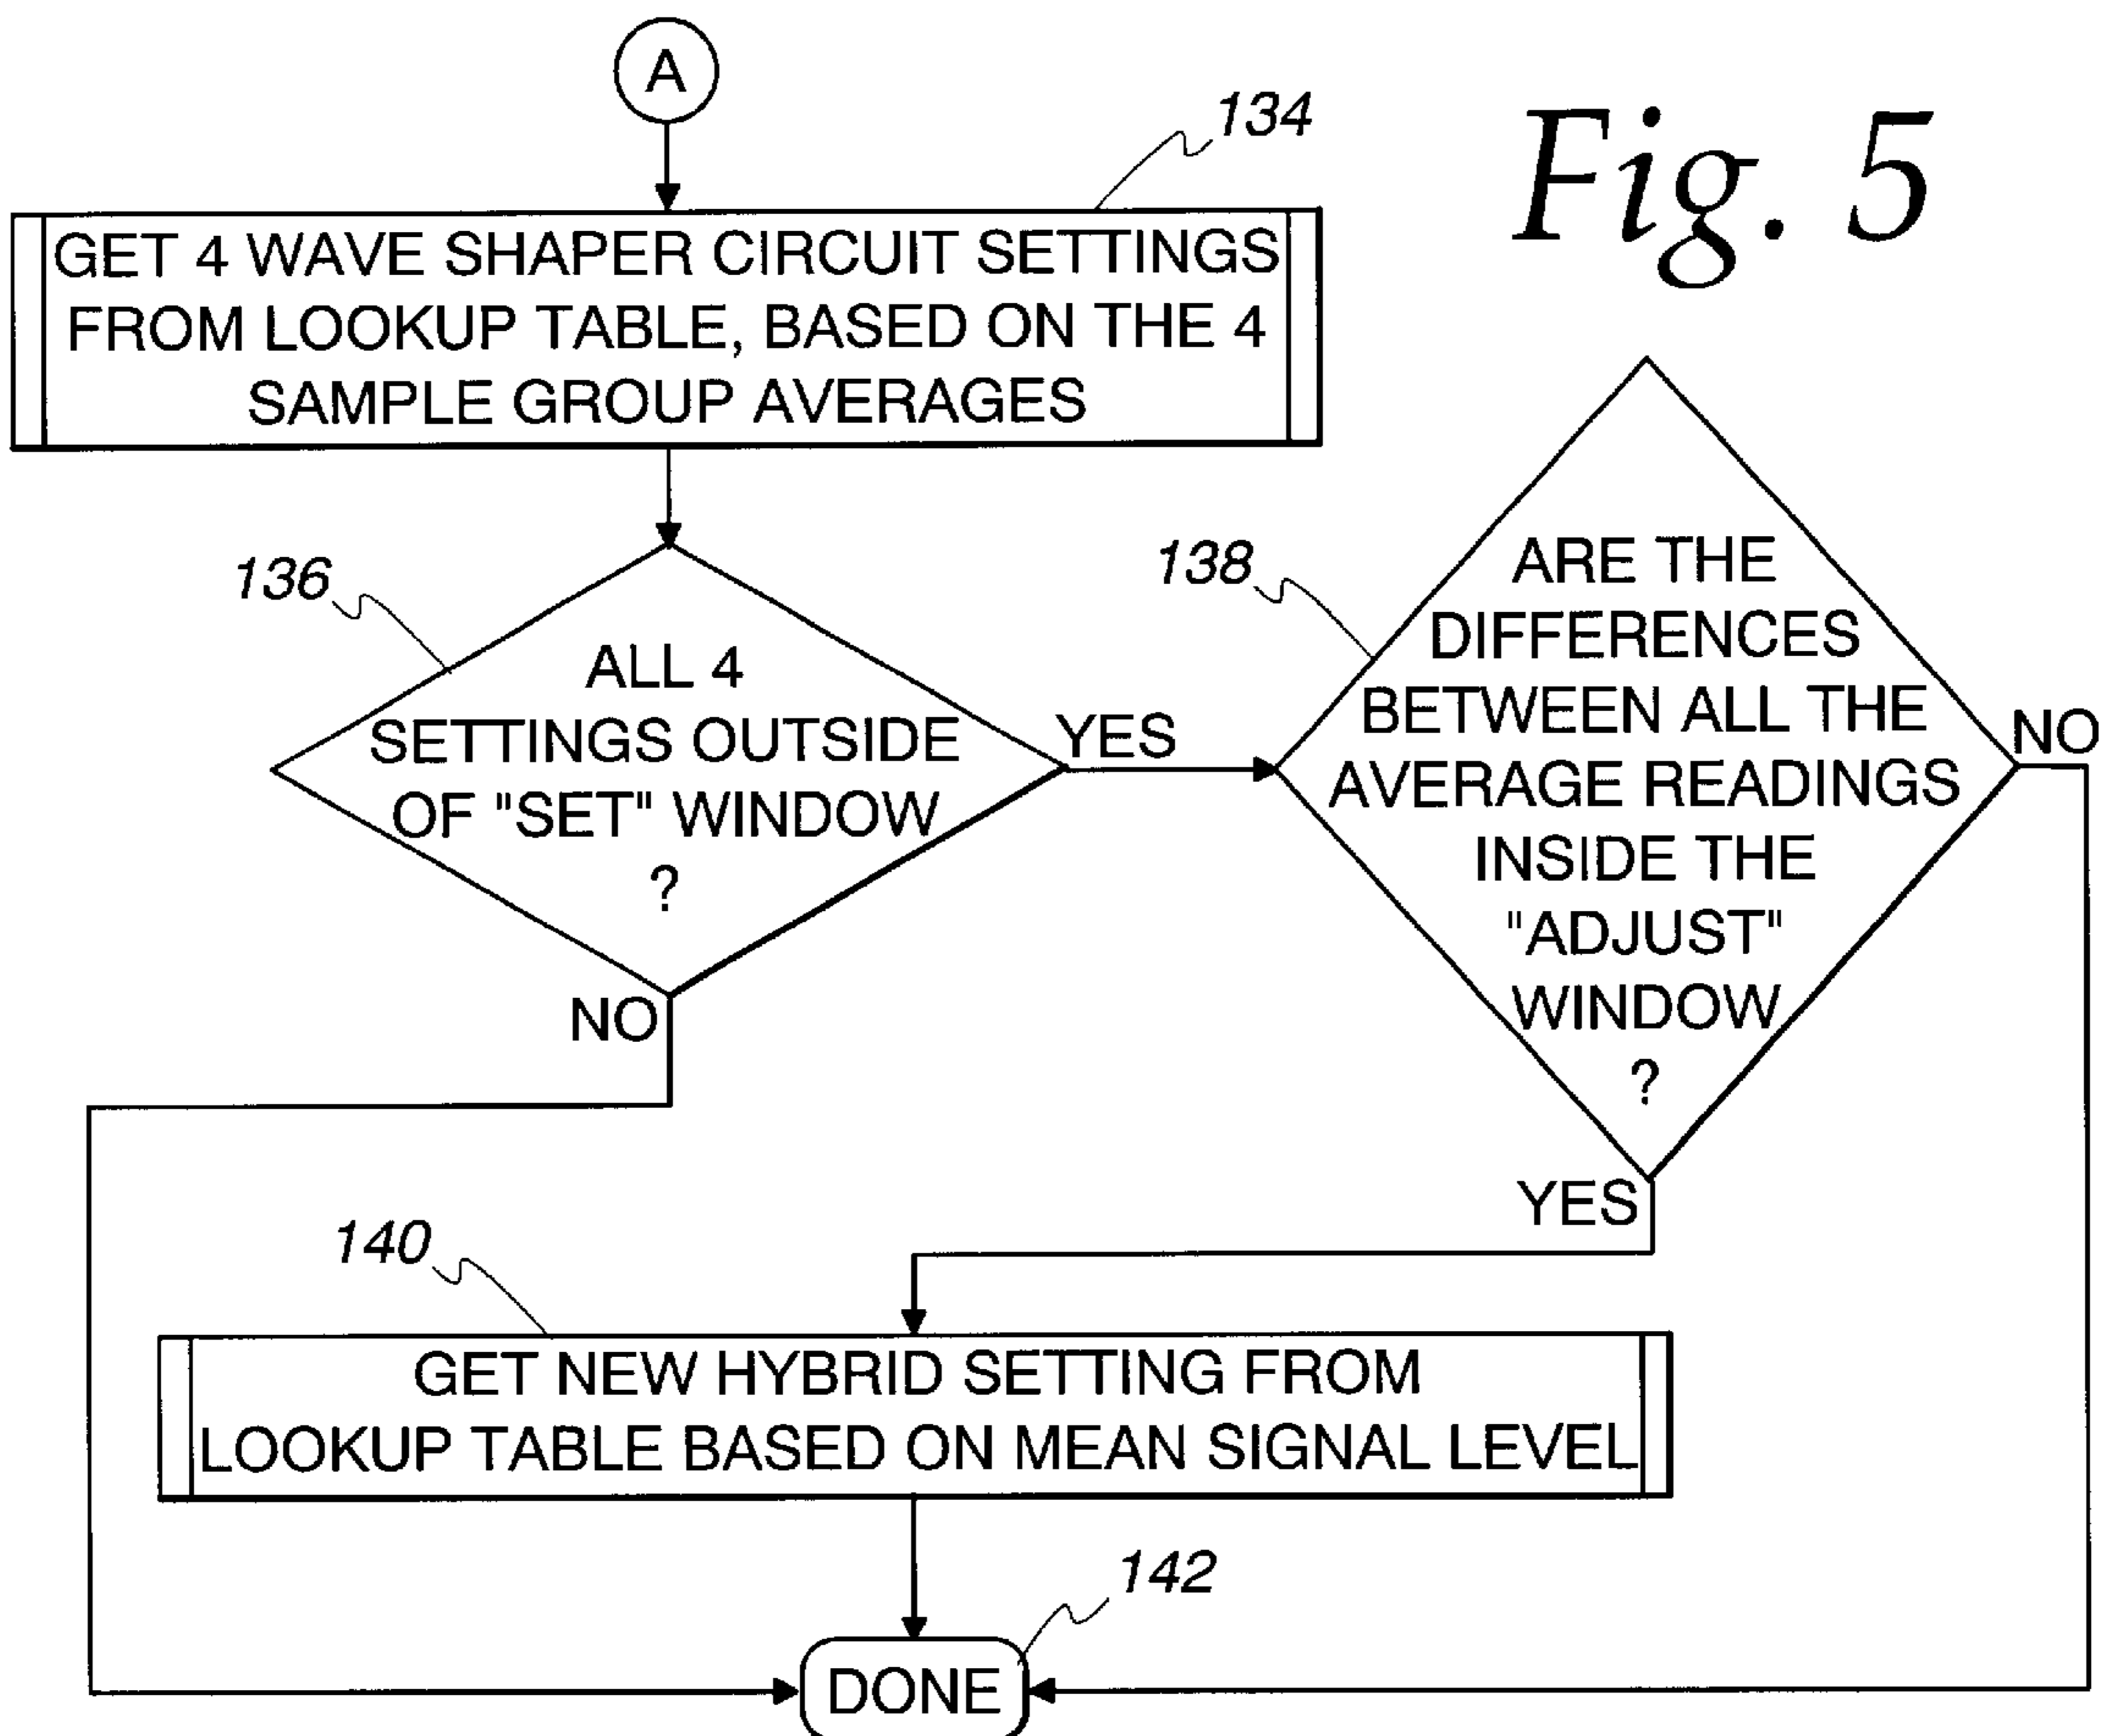 A
134
Fig. 5
GET 4 WAVE SHAPER CIRCUIT SETTINGS
FROM LOOKUP TABLE, BASED ON THE 4
SAMPLE GROUP AVERAGES
136
ALL 4
SETTINGS OUTSIDE
OF "SET" WINDOW
?
YES
NO
138
ARE THE
DIFFERENCES
BETWEEN ALL THE
AVERAGE READINGS
INSIDE THE
"ADJUST"
WINDOW
?
NO
YES
140
GET NEW HYBRID SETTING FROM
LOOKUP TABLE BASED ON MEAN SIGNAL LEVEL
142
DONE